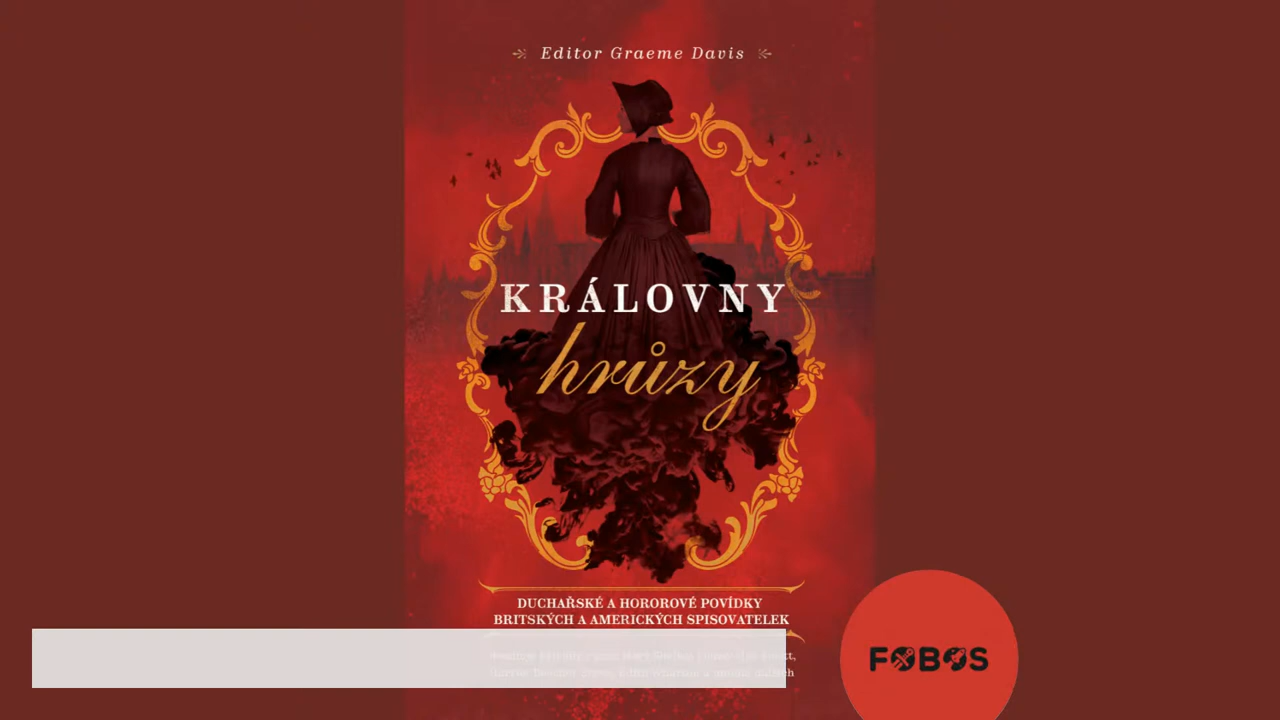 Editor Graeme Davis
KRÁLOVNY
hrůzy
DUCHAŘSKÉ A HOROROVÉ POVÍDKY
BRITSKÝCH A AMERICKÝCH SPISOVATELEK
FOBOS